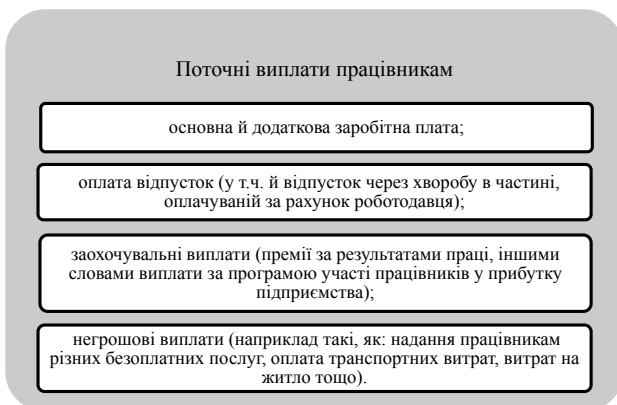 Поточні виплати працівникам
основна й додаткова заробітна плата;
оплата відпусток (у т.ч. й відпусток через хворобу в частині,
оплачуваній за рахунок роботодавця);
заохочувальні виплати (премії за результатами праці, іншими
словами виплати за програмою участі працівників у прибутку
підприємства);
негрошові виплати (наприклад такі, як: надання працівникам
різних безоплатних послуг, оплата транспортних витрат, витрат на
житло тощо).